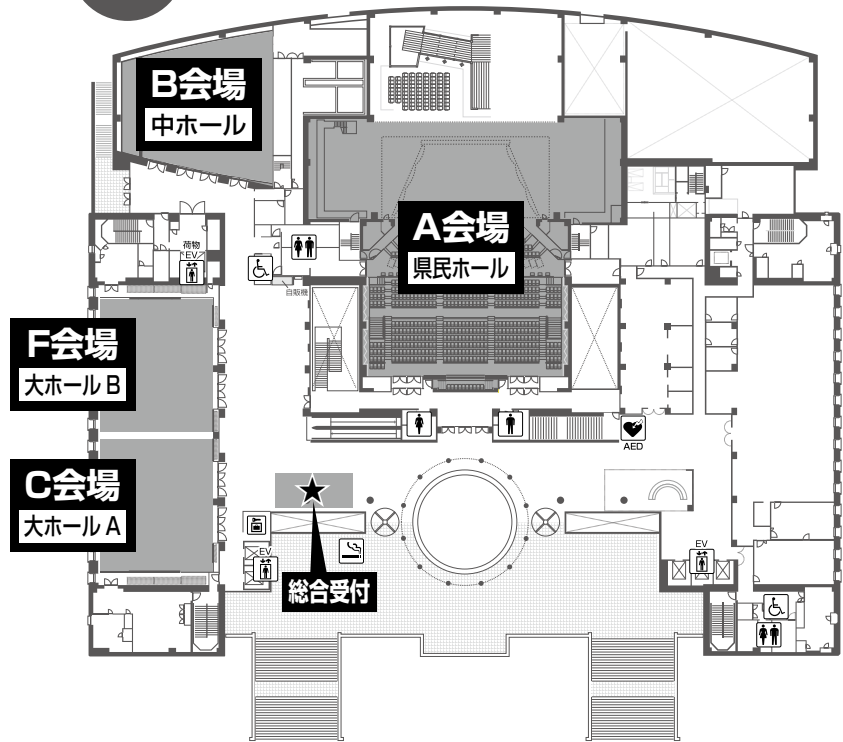 B会場
中ホール
A会場
県民ホール
荷物
EV
自販機
F会場
大ホール B
C会場
大ホール A
AED
EV
EV
総合受付